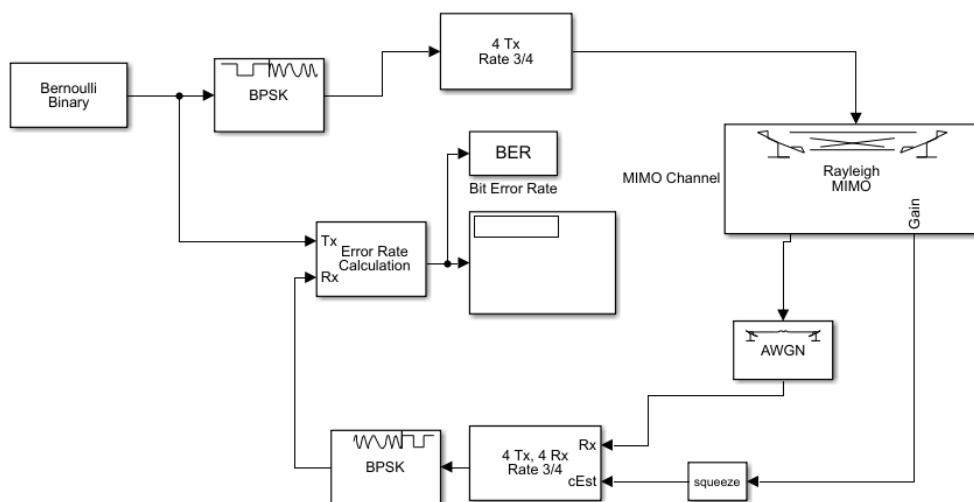 4 Tx
Rate 3/4
Bernoulli
Binary
BPSK
BER
Bit Error Rate
MIMO Channel
Rayleigh
MIMO
Gain
Tx
Rx
Error Rate
Calculation
AWGN
BPSK
4 Tx, 4 Rx
Rate 3/4
Rx
cEst
squeeze